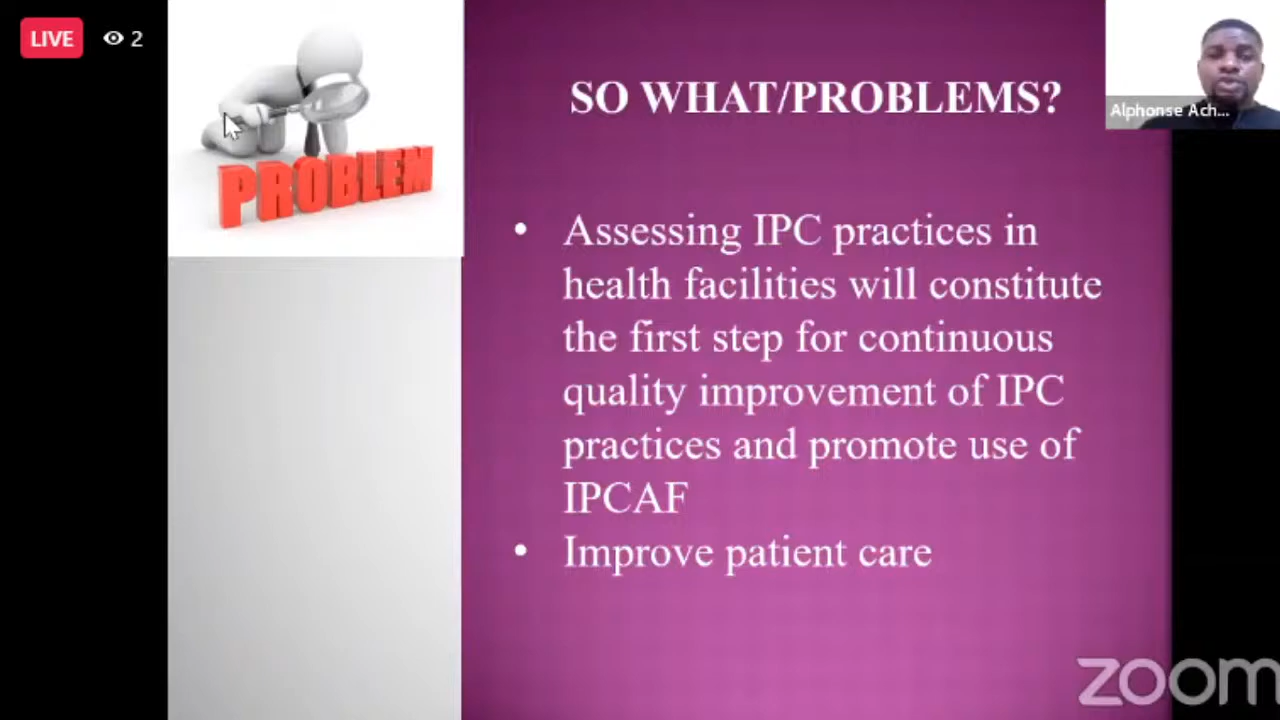 LIVE
2
PROBLEM
SO WHAT/PROBLEMS?
Alphonse Ach...
• Assessing IPC practices in
health facilities will constitute
the first step for continuous
quality improvement of IPC
practices and promote use of
IPCAF
• Improve patient care
zoom